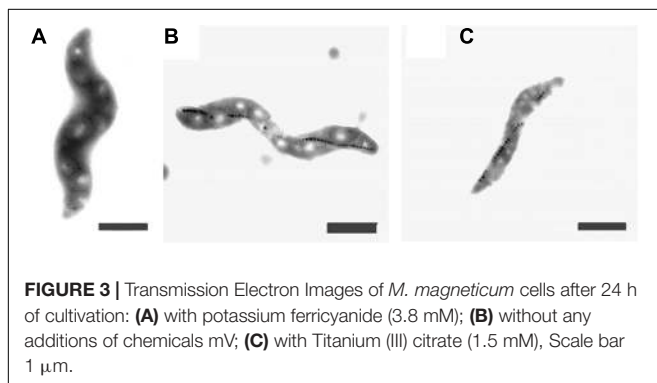 A
B
C
FIGURE 3 | Transmission Electron Images of M. magneticum cells after 24 h
of cultivation: (A) with potassium ferricyanide (3.8 mM); (B) without any
additions of chemicals mV; (C) with Titanium (III) citrate (1.5 mM), Scale bar
1 μm.